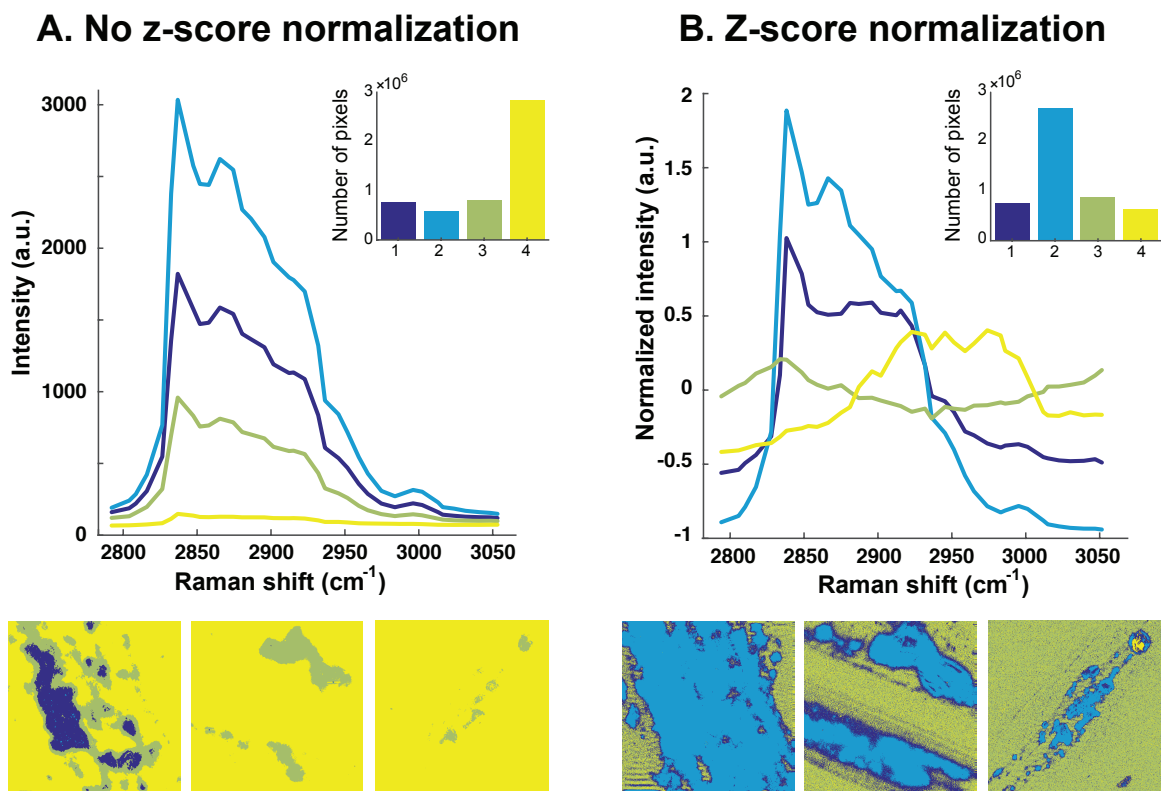 A. No z-score normalization
Intensity (a.u.)
3000
2000
1000
0
2800 2850 2900 2950 3000 3050
Raman shift (cm⁻¹)
Number of pixels
×10⁶
3
2
1
0
1 2 3 4
B. Z-score normalization
Normalized intensity (a.u.)
2
1.5
1
0.5
0
-0.5
-1
2800 2850 2900 2950 3000 3050
Raman shift (cm⁻¹)
Number of pixels
×10⁶
3
2
1
0
1 2 3 4